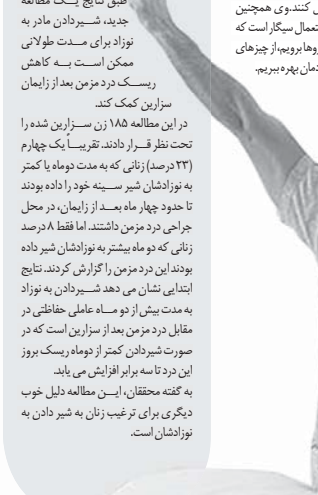 ل کنند.وی همچنین
تعمال سیگار است که
روها برویم،از چیزهای
دمان بهره ببریم.
طبق نتایج یک مطالعه
جدید، شیردادن مادر به
نوزاد برای مدت طولانی
ممکن است به کاهش
ریسک درد مزمن بعد از زایمان
سزارین کمک کند.
در این مطالعه ۱۸۵ زن سزارین شده را
تحت نظر قرار دادند. تقریباً یک چهارم
(۲۳ درصد) زنانی که به مدت دوماه یا کمتر
به نوزادشان شیر سینه خود را داده بودند
تا حدود چهار ماه بعد از زایمان، در محل
جراحی درد مزمن داشتند. اما فقط ۸ درصد
زنانی که دو ماه بیشتر به نوزادشان شیر داده
بودند این درد مزمن را گزارش کردند. نتایج
ابتدایی نشان می دهد شیردادن به نوزاد
به مدت بیش از دو ماه عاملی حفاظتی در
مقابل درد مزمن بعد از سزارین است که در
صورت شیردادن کمتر از دوماه ریسک بروز
این درد تا سه برابر افزایش می یابد.
به گفته محققان، این مطالعه دلیل خوب
دیگری برای ترغیب زنان به شیر دادن به
نوزادشان است.